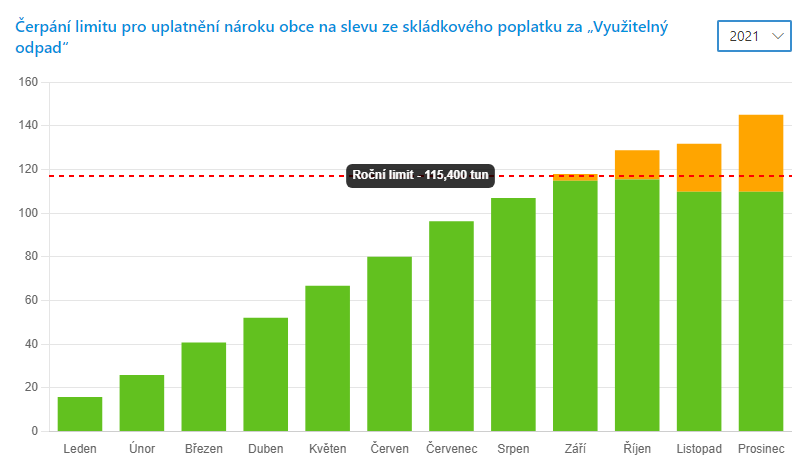 Čerpání limitu pro uplatnění nároku obce na slevu ze skládkového poplatku za „Využitelný
odpad“
2021
160
140
120
100
80
60
40
20
0
Roční limit - 115,400 tun
Leden Únor Březen Duben Květen Červen Červenec Srpen Září Říjen Listopad Prosinec